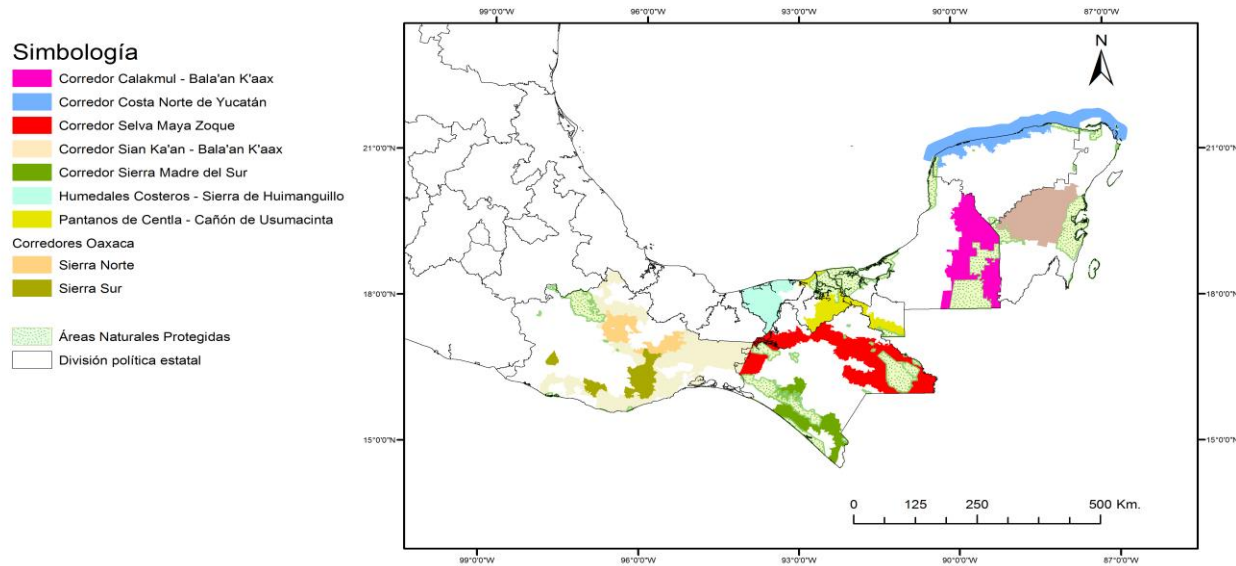 99°0'0"W 96°0'0"W 93°0'0"W 90°0'0"W 87°0'0"W
Simbología
Corredor Calakmul - Bala'an K'aax
Corredor Costa Norte de Yucatán
Corredor Selva Maya Zoque
Corredor Sian Ka'an - Bala'an K'aax
Corredor Sierra Madre del Sur
Humedales Costeros - Sierra de Huimanguillo
Pantanos de Centla - Cañón de Usumacinta
Corredores Oaxaca
Sierra Norte
Sierra Sur
Áreas Naturales Protegidas
División política estatal
N
21°0'0"N 21°0'0"N
18°0'0"N 18°0'0"N
15°0'0"N 15°0'0"N
0 125 250 500 Km.
99°0'0"W 96°0'0"W 93°0'0"W 90°0'0"W 87°0'0"W